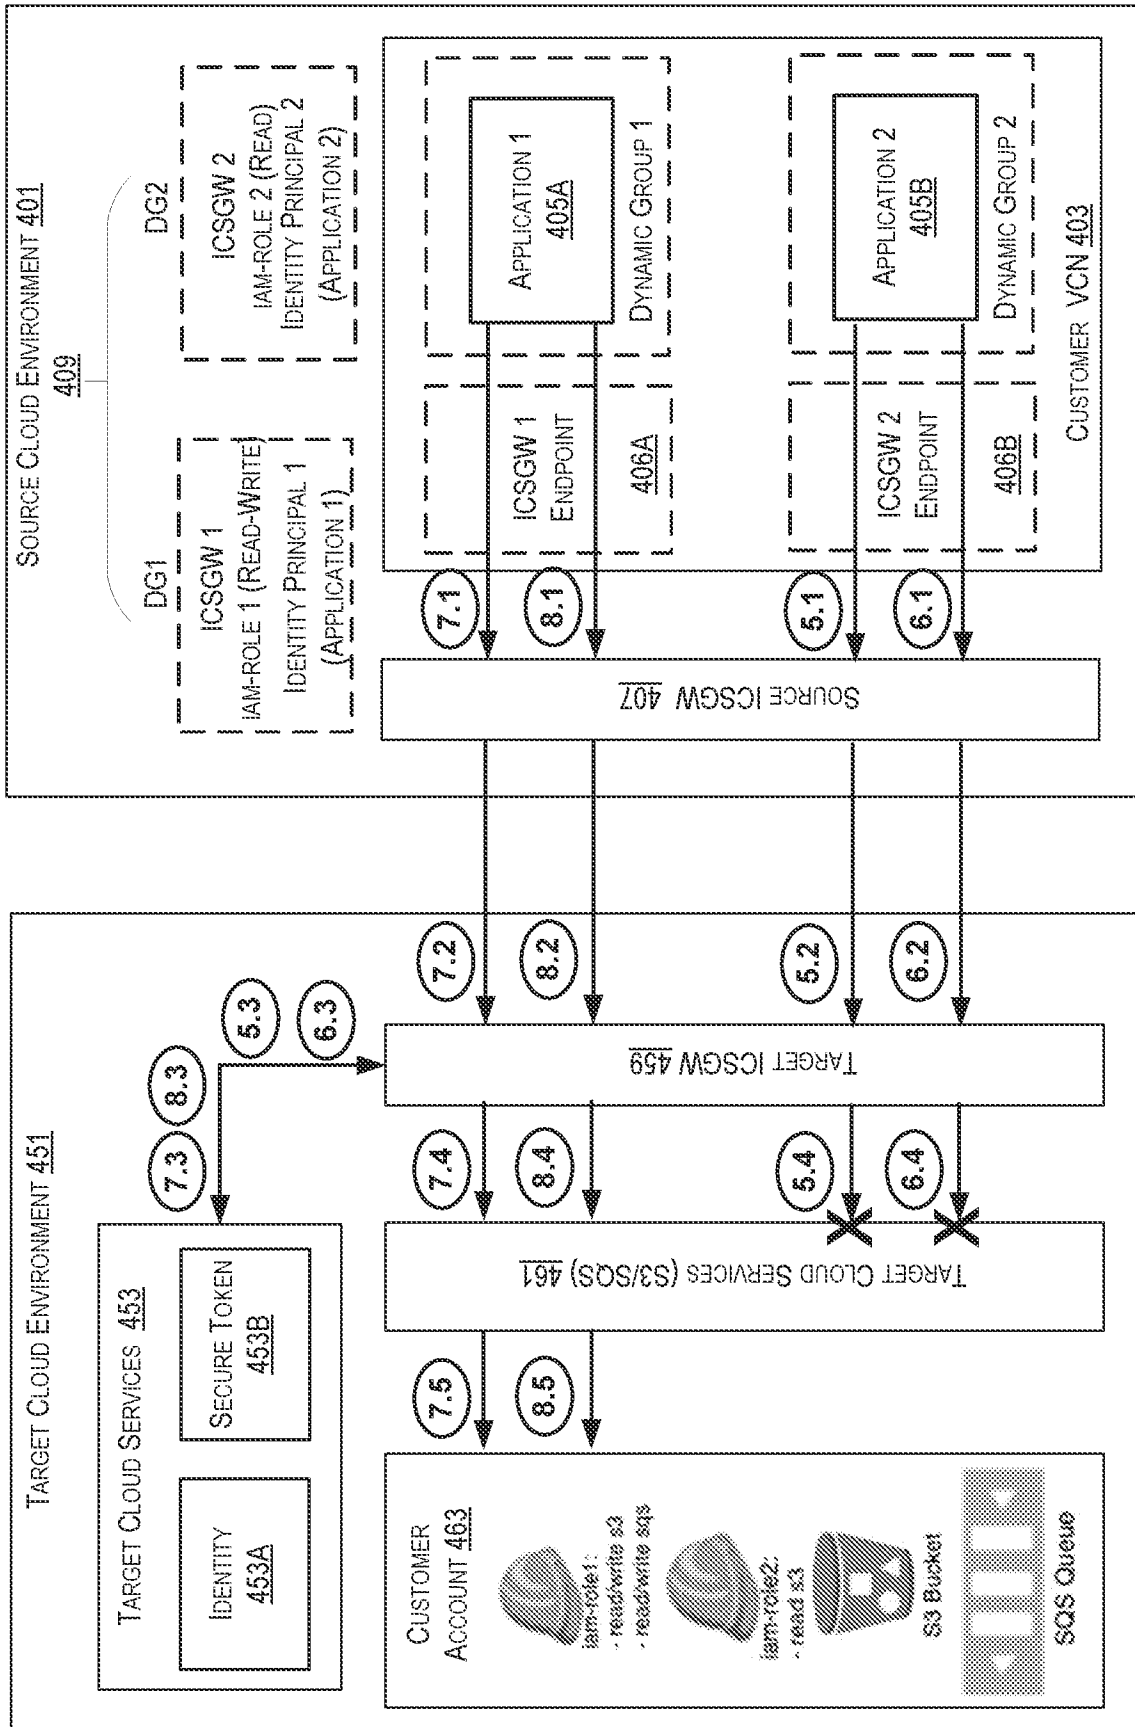 SOURCE CLOUD ENVIRONMENT 401
409
DG1
ICSGW 1
IAM-ROLE 1 (READ-WRITE)
IDENTITY PRINCIPAL 1
(APPLICATION 1)
DG2
ICSGW 2
IAM-ROLE 2 (READ)
IDENTITY PRINCIPAL 2
(APPLICATION 2)
APPLICATION 1
405A
DYNAMIC GROUP 1
ICSGW 1
ENDPOINT
406A
APPLICATION 2
405B
DYNAMIC GROUP 2
ICSGW 2
ENDPOINT
406B
CUSTOMER VCN 403
7.1
8.1
5.1
6.1
SOURCE ICSGW 407
TARGET CLOUD ENVIRONMENT 451
TARGET CLOUD SERVICES 453
IDENTITY
453A
SECURE TOKEN
453B
7.3
8.3
5.3
6.3
7.2
8.2
5.2
6.2
TARGET ICSGW 459
7.4
8.4
5.4
6.4
TARGET CLOUD SERVICES (S3/SQS) 461
7.5
8.5
CUSTOMER
ACCOUNT 463
iam-role1:
- read/write s3
- read/write sqs
iam-role2:
- read s3
S3 Bucket
SQS Queue